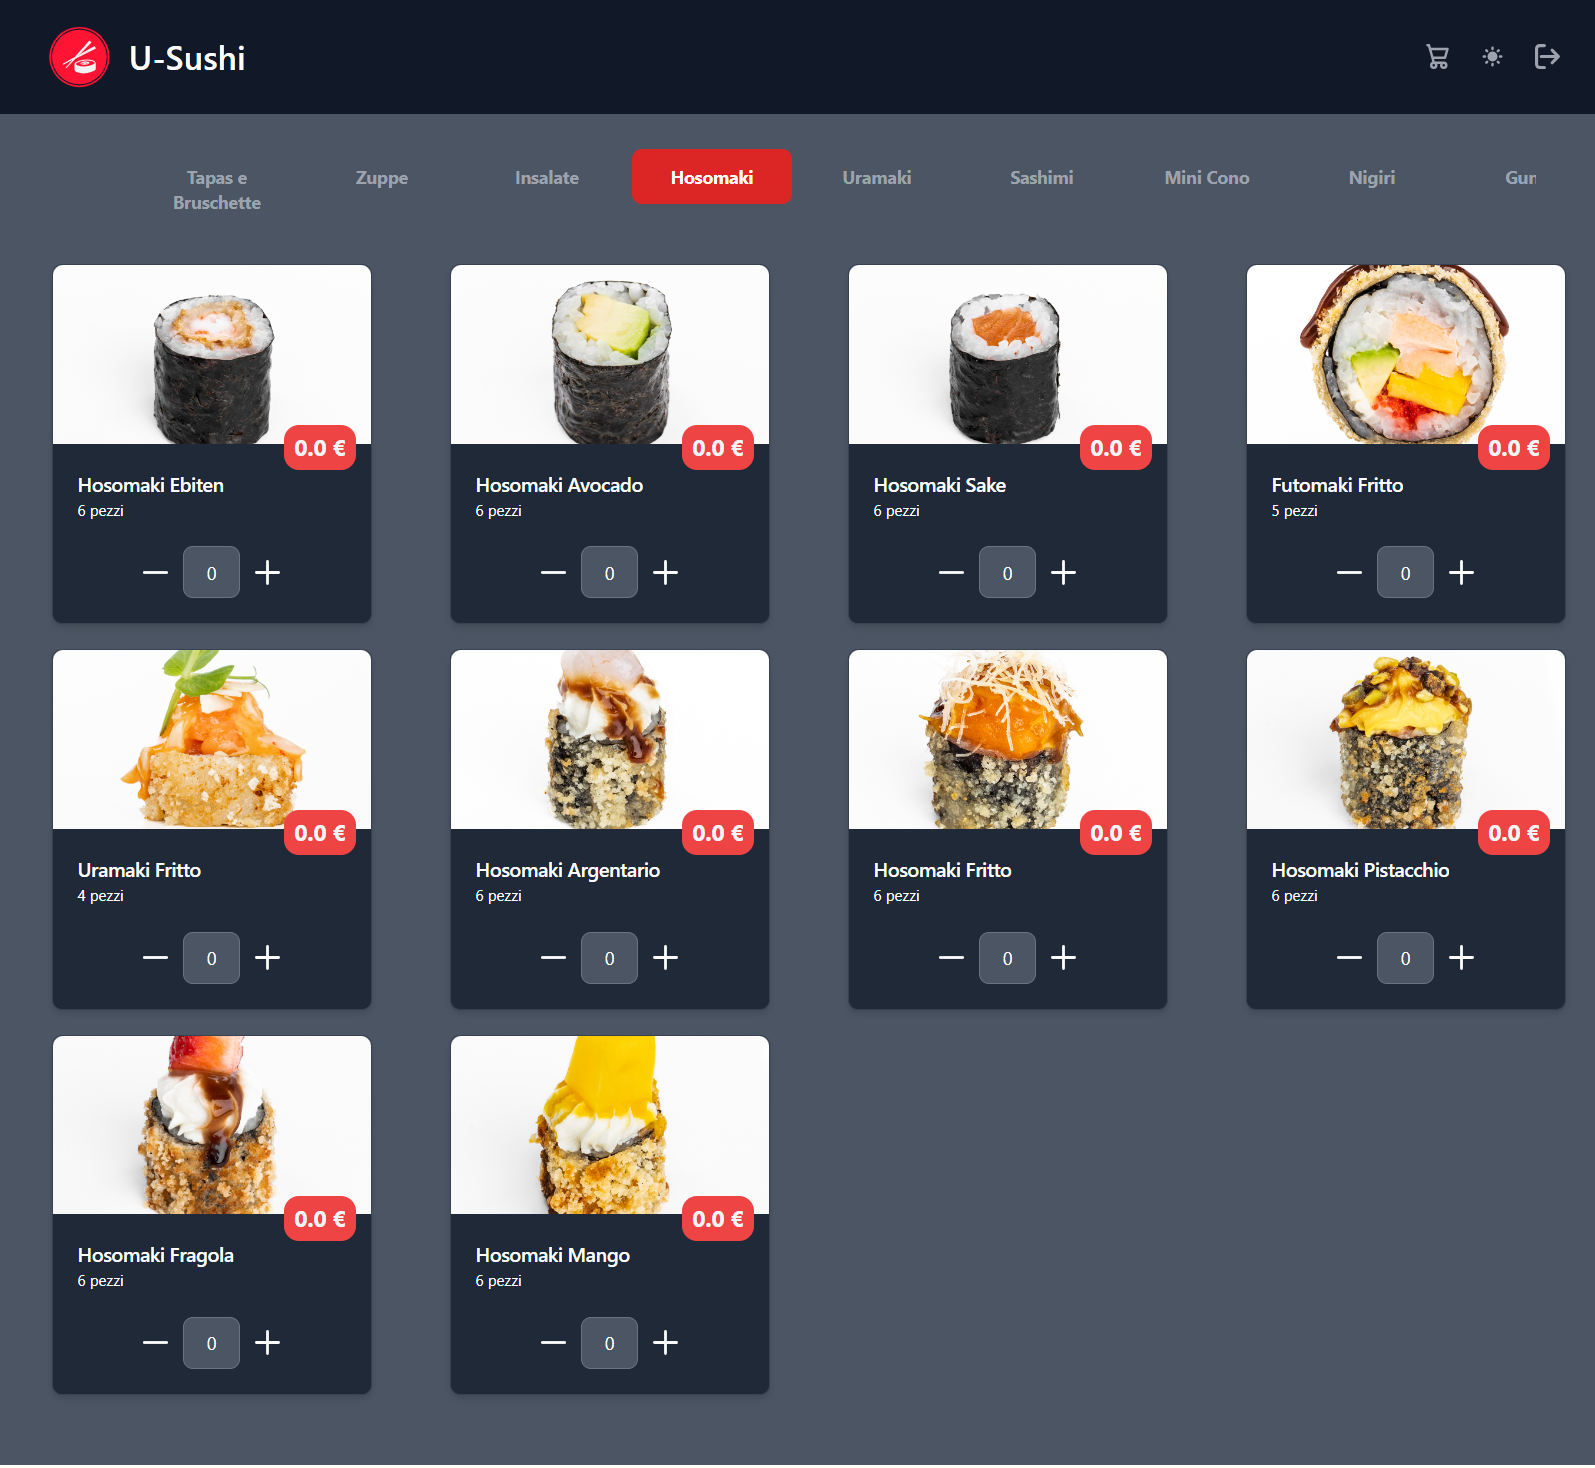 U-Sushi
Tapas e
Bruschette
Zuppe
Insalate
Hosomaki
Uramaki
Sashimi
Mini Cono
Nigiri
Gun
0.0 €
Hosomaki Ebiten
6 pezzi
0
0.0 €
Hosomaki Avocado
6 pezzi
0
0.0 €
Hosomaki Sake
6 pezzi
0
0.0 €
Futomaki Fritto
5 pezzi
0
0.0 €
Uramaki Fritto
4 pezzi
0
0.0 €
Hosomaki Argentario
6 pezzi
0
0.0 €
Hosomaki Fritto
6 pezzi
0
0.0 €
Hosomaki Pistacchio
6 pezzi
0
0.0 €
Hosomaki Fragola
6 pezzi
0
0.0 €
Hosomaki Mango
6 pezzi
0